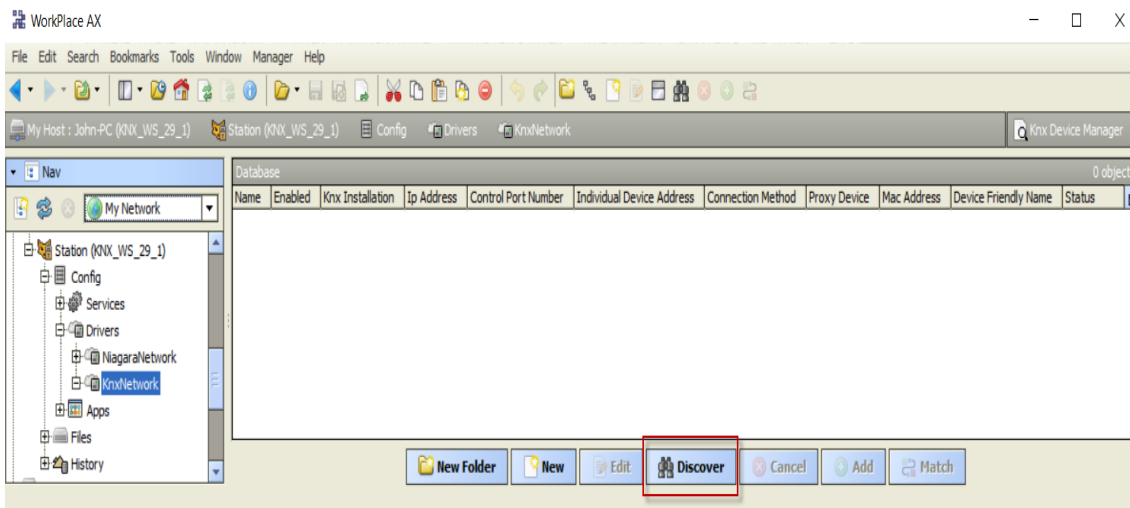 WorkPlace AX
File Edit Search Bookmarks Tools Window Manager Help
My Host : John-PC (KNX_WS_29_1) Station (KNX_WS_29_1) Config Drivers KnxNetwork Knx Device Manager
Nav
My Network
Station (KNX_WS_29_1)
Config
Services
Drivers
NiagaraNetwork
KnxNetwork
Apps
Files
History
Database 0 object
Name Enabled Knx Installation Ip Address Control Port Number Individual Device Address Connection Method Proxy Device Mac Address Device Friendly Name Status
New Folder New Edit Discover Cancel Add Match